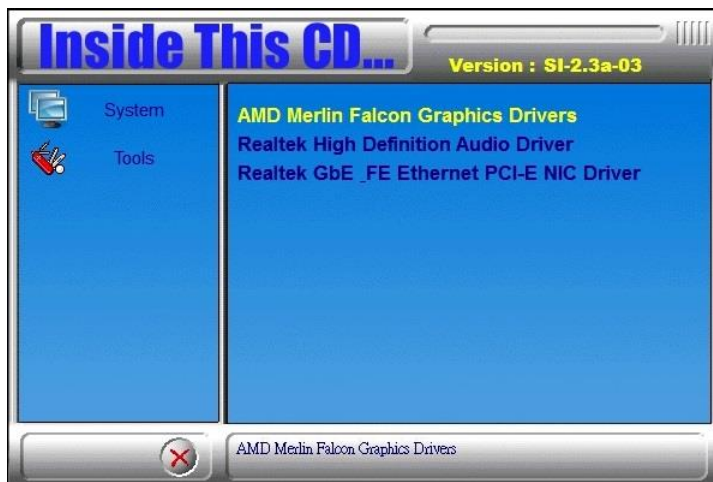 Inside This CD...
Version : SI-2.3a-03
System
Tools
AMD Merlin Falcon Graphics Drivers
Realtek High Definition Audio Driver
Realtek GbE _FE Ethernet PCI-E NIC Driver
AMD Merlin Falcon Graphics Drivers